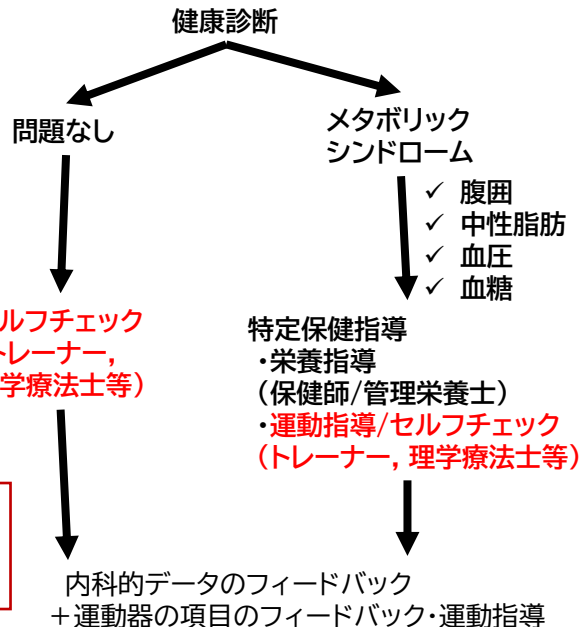 健康診断
問題なし
メタボリック
シンドローム
✓ 腹囲
✓ 中性脂肪
✓ 血圧
✓ 血糖
ルフチェック
トレーナー,
学療法士等）
特定保健指導
・栄養指導
（保健師/管理栄養士）
・運動指導/セルフチェック
（トレーナー, 理学療法士等）
内科的データのフィードバック
＋運動器の項目のフィードバック・運動指導